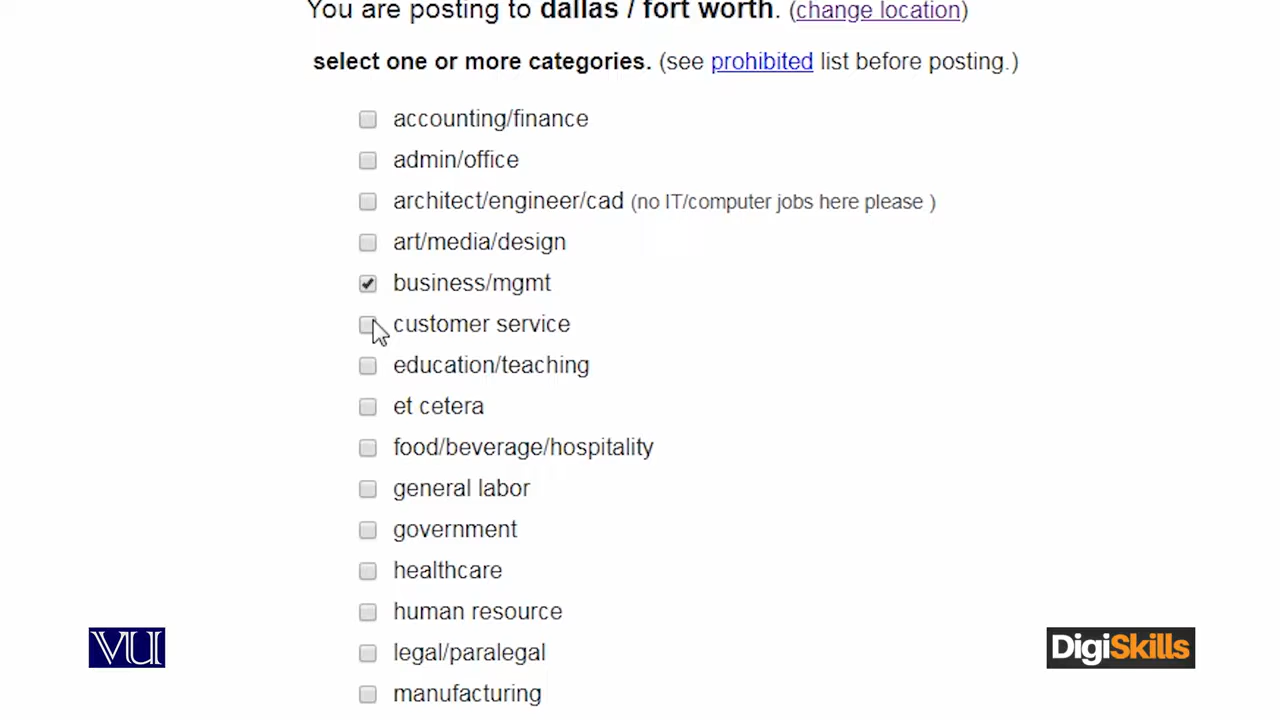 You are posting to dallas / fort worth. (change location)
select one or more categories. (see prohibited list before posting.)
accounting/finance
admin/office
architect/engineer/cad (no IT/computer jobs here please )
art/media/design
business/mgmt
customer service
education/teaching
et cetera
food/beverage/hospitality
general labor
government
healthcare
human resource
legal/paralegal
manufacturing
VU
DigiSkills